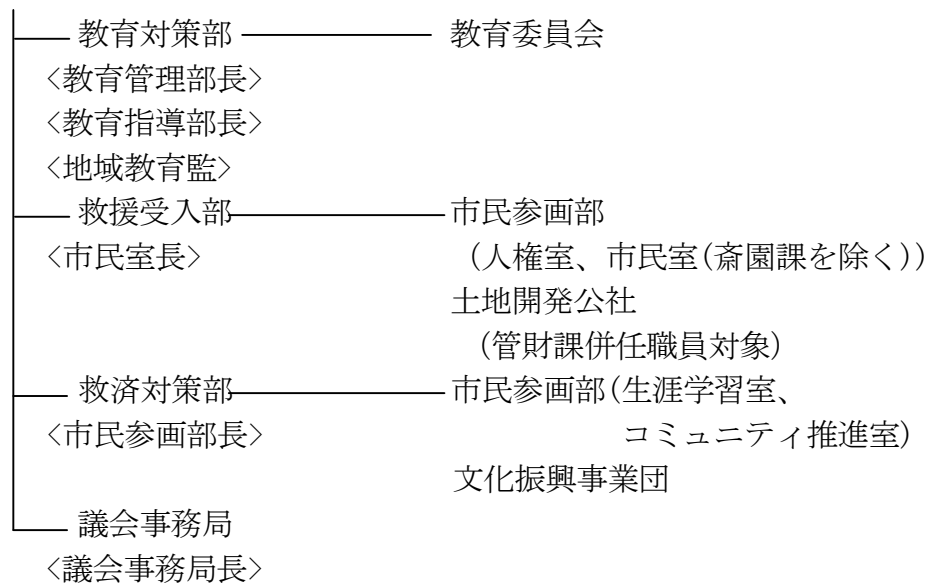 教育対策部 教育委員会
〈教育管理部長〉
〈教育指導部長〉
〈地域教育監〉
救援受入部 市民参画部
〈市民室長〉 (人権室、市民室(斎園課を除く))
土地開発公社
(管財課併任職員対象)
救済対策部 市民参画部(生涯学習室、
〈市民参画部長〉 コミュニティ推進室)
文化振興事業団
議会事務局
〈議会事務局長〉